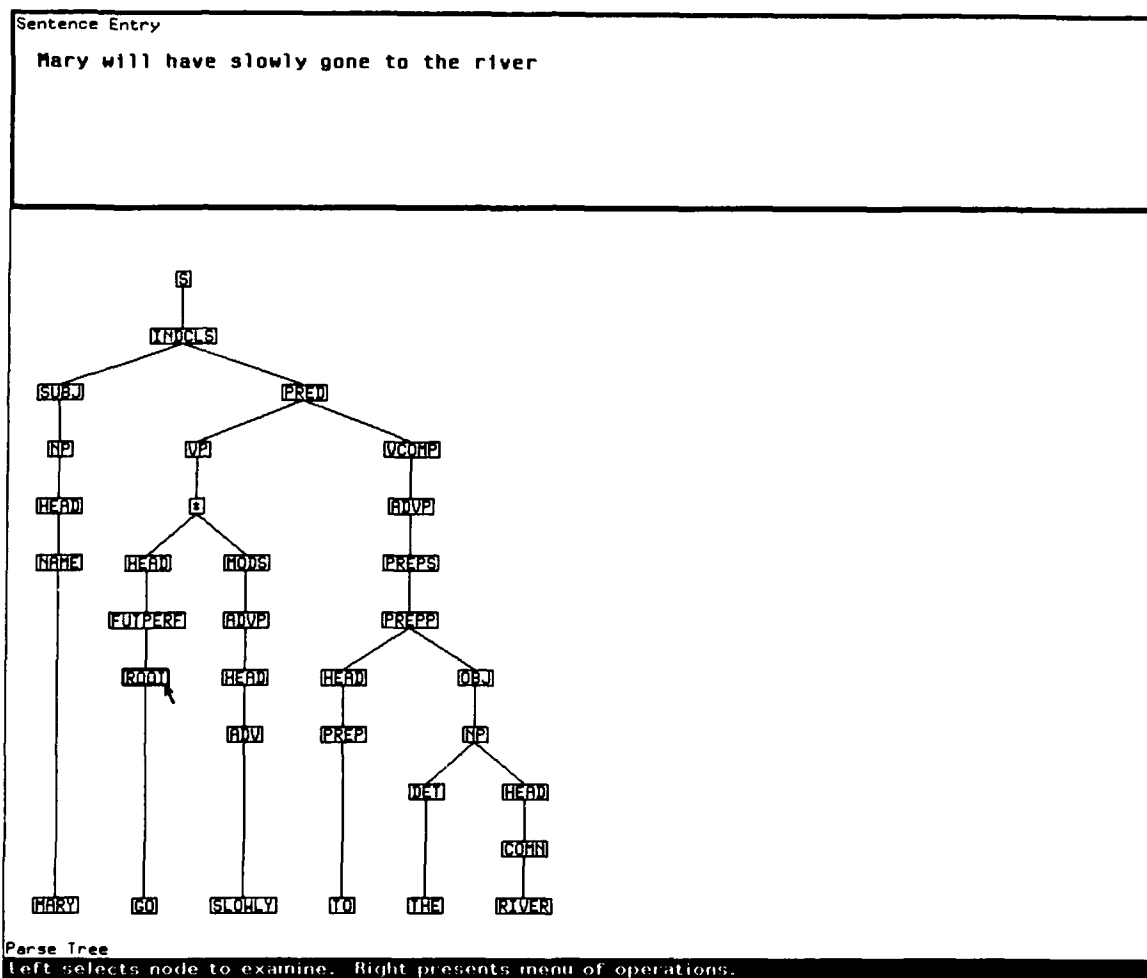 Sentence Entry
Mary will have slowly gone to the river
S
INDCLS
SUBJ PRED
NP VP VCOMP
HEAD * ADVP
NAME HEAD MODS PREPS
FUTPERF ADVP PREPP
ROOT HEAD HEAD OBJ
ADV PREP NP
DET HEAD
COMN
MARY GO SLOWLY TO THE RIVER
Parse Tree
Left selects node to examine. Right presents menu of operations.